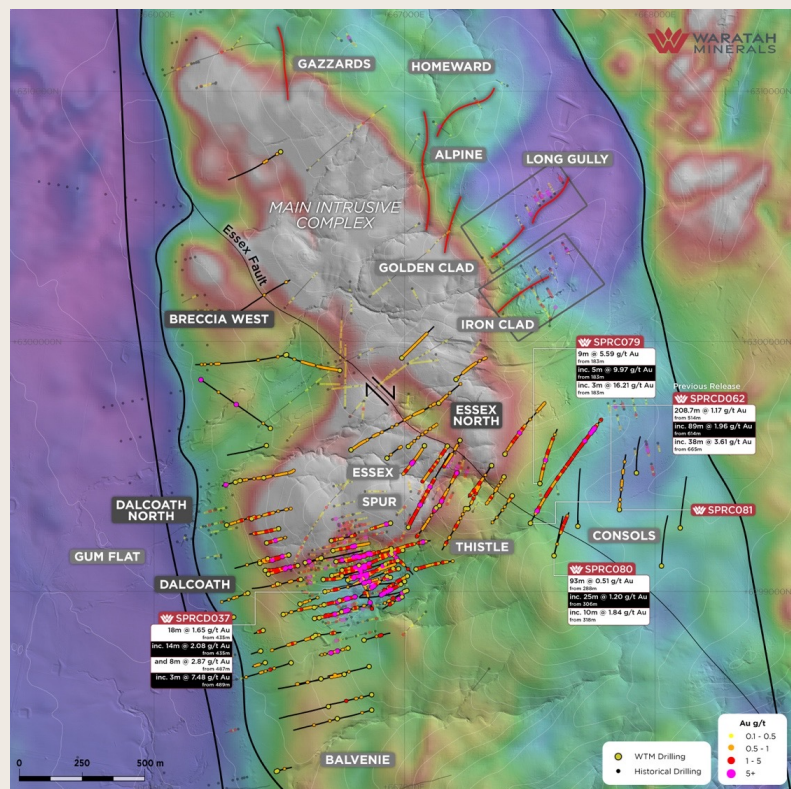 WARATAH
MINERALS
GAZZARDS
HOMEWARD
ALPINE
LONG GULLY
MAIN INTRUSIVE
COMPLEX
Essex Fault
GOLDEN CLAD
BRECCIA WEST
IRON CLAD
SPRC079
9m @ 5.59 g/t Au
from 183m
inc. 5m @ 9.97 g/t Au
from 183m
inc. 3m @ 16.21 g/t Au
from 183m
Previous Release
SPRCD062
208.7m @ 1.17 g/t Au
from 514m
inc. 89m @ 1.96 g/t Au
from 614m
inc. 38m @ 3.61 g/t Au
from 665m
ESSEX
NORTH
ESSEX
SPUR
DALCOATH
NORTH
SPRC081
CONSOLS
THISTLE
GUM FLAT
DALCOATH
SPRC080
93m @ 0.51 g/t Au
from 288m
inc. 25m @ 1.20 g/t Au
from 306m
inc. 10m @ 1.84 g/t Au
from 318m
SPRCD037
18m @ 1.65 g/t Au
from 435m
inc. 14m @ 2.08 g/t Au
from 435m
and 8m @ 2.87 g/t Au
from 487m
inc. 3m @ 7.48 g/t Au
from 489m
BALVENIE
0 250 500 m
WTM Drilling
Historical Drilling
Au g/t
0.1 - 0.5
0.5 - 1
1 - 5
5+